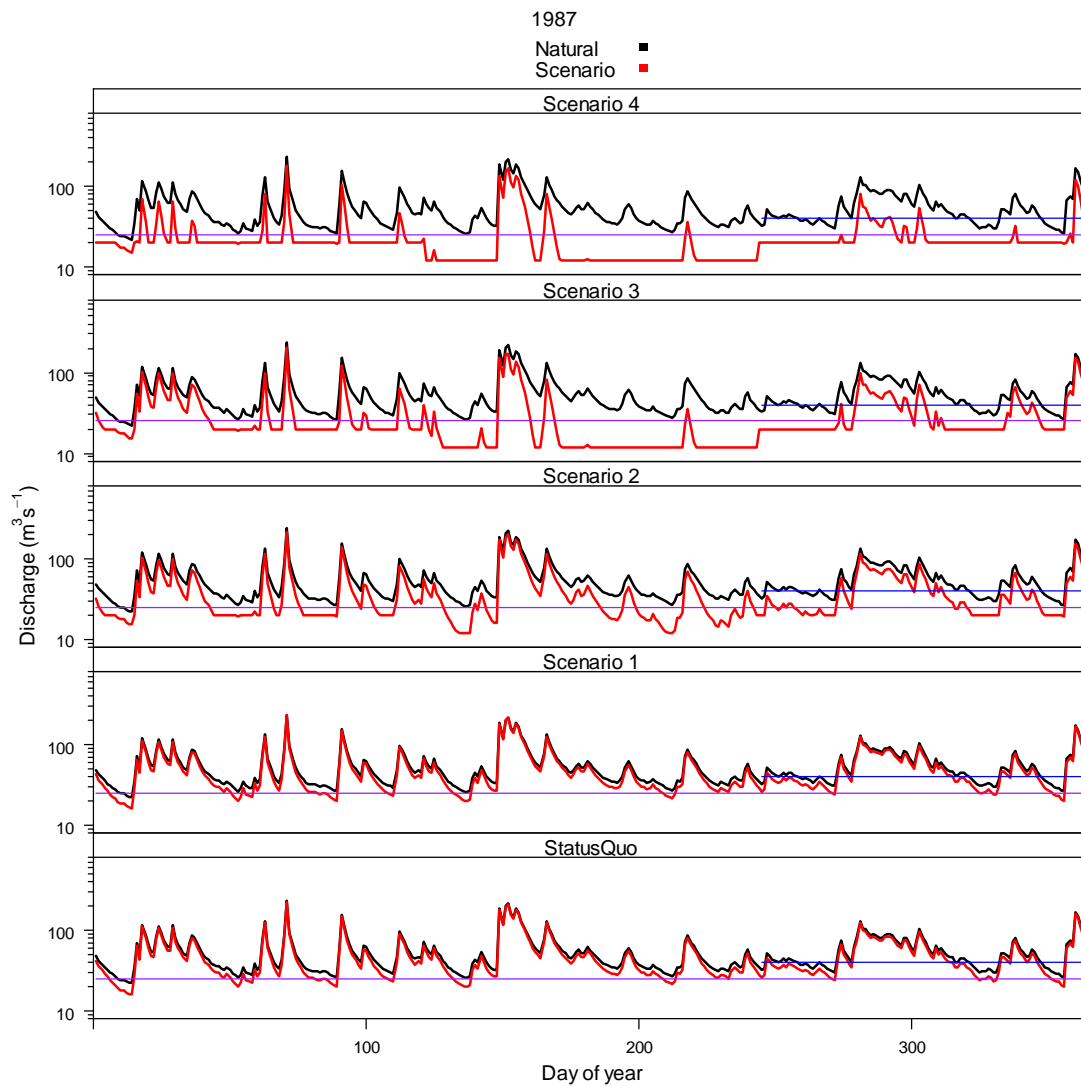 1987
Natural
Scenario
Scenario 4
100
10
Scenario 3
100
10
Scenario 2
100
10
Scenario 1
100
10
StatusQuo
100
10
Discharge (m³s⁻¹)
100
200
300
Day of year